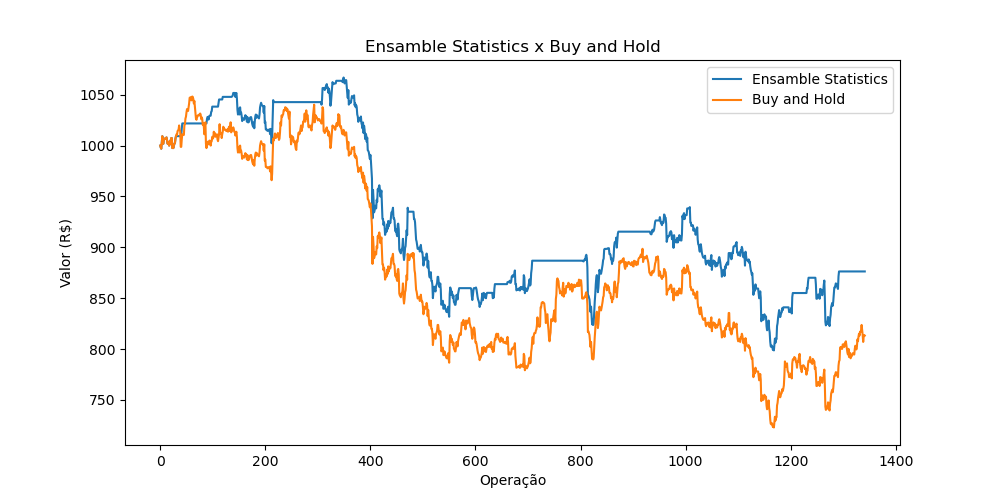 Ensamble Statistics x Buy and Hold
Ensamble Statistics
Buy and Hold
Valor (R$)
1050
1000
950
900
850
800
750
0 200 400 600 800 1000 1200 1400
Operação